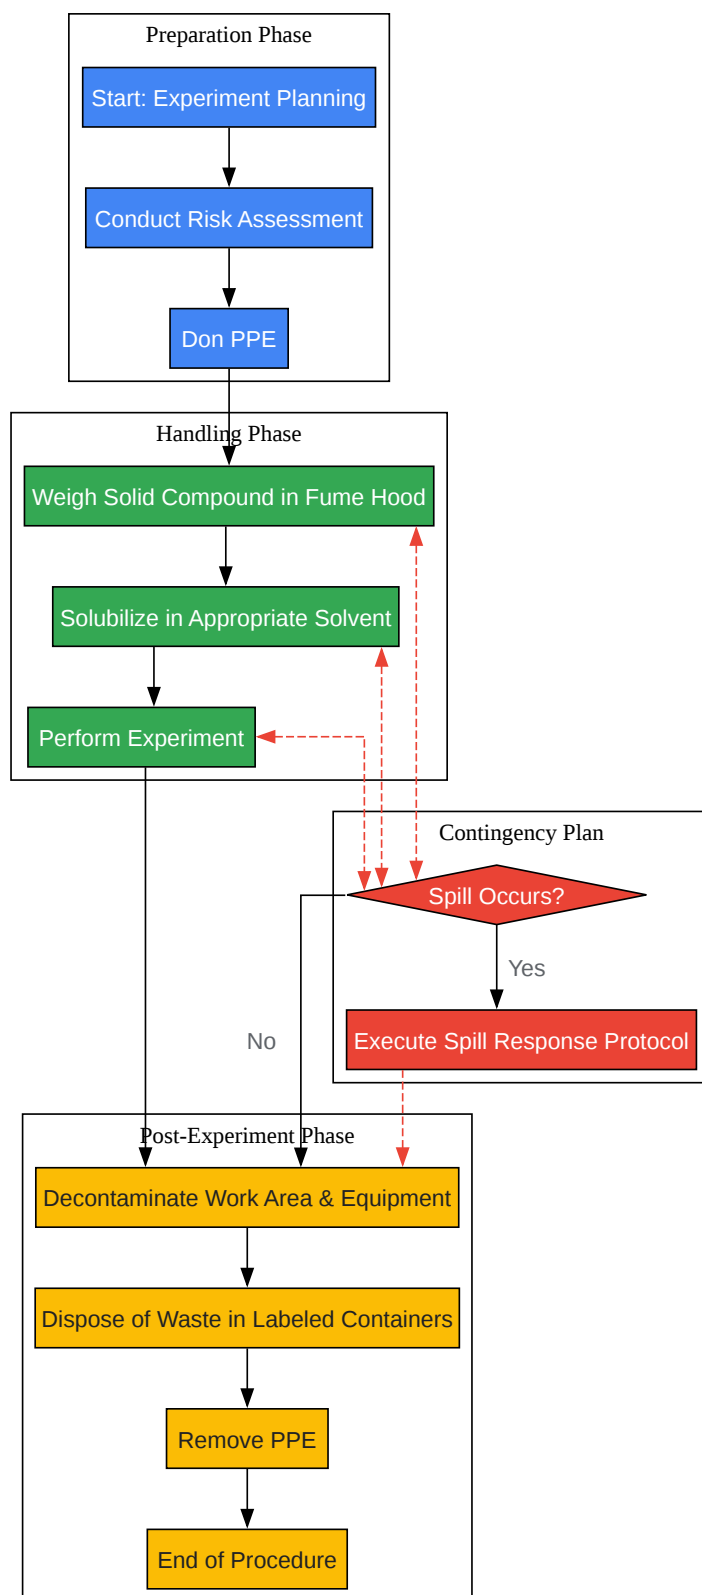 Preparation Phase
Start: Experiment Planning
Conduct Risk Assessment
Don PPE
Handling Phase
Weigh Solid Compound in Fume Hood
Solubilize in Appropriate Solvent
Perform Experiment
Contingency Plan
Spill Occurs?
Yes
No
Execute Spill Response Protocol
Post-Experiment Phase
Decontaminate Work Area & Equipment
Dispose of Waste in Labeled Containers
Remove PPE
End of Procedure